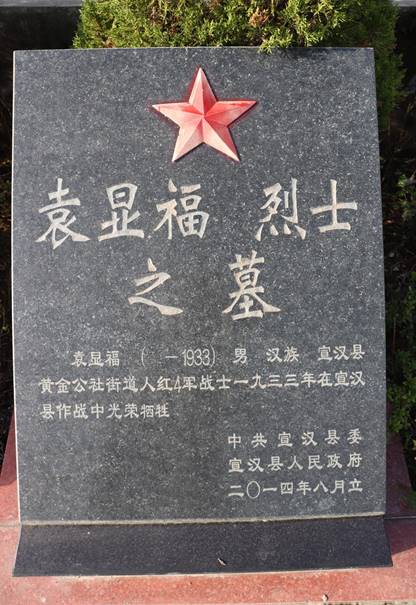 袁显福 烈士
之墓
袁显福 ( -1933) 男 汉族 宣汉县
黄金公社街道人红4军战士一九三三年在宣汉
县作战中光荣牺牲
中共宣汉县委
宣汉县人民政府
二〇一四年八月立